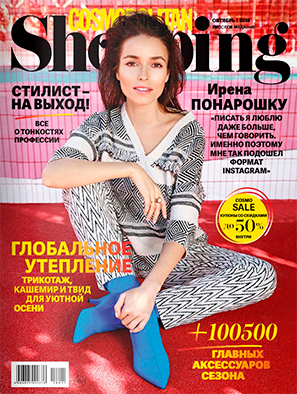 COSMOPOLITAN
Shopping
ОКТЯБРЬ
СТИЛИСТ –
НА ВЫХОД!
ВСЕ
О ТОНКОСТЯХ
ПРОФЕССИИ
Ирена
ПОНАРОШКУ
«ПИСАТЬ Я ЛЮБЛЮ
ДАЖЕ БОЛЬШЕ,
ЧЕМ ГОВОРИТЬ.
ИМЕННО ПОЭТОМУ
МНЕ ТАК ПОДОШЕЛ
ФОРМАТ
INSTAGRAM»
COSMO
SALE
КУПОНЫ СО СКИДКАМИ
ДО 50%
ВНУТРИ
ГЛОБАЛЬНОЕ
УТЕПЛЕНИЕ
ТРИКОТАЖ,
КАШЕМИР И ТВИД
ДЛЯ УЮТНОЙ
ОСЕНИ
+100500
ГЛАВНЫХ
АКСЕССУАРОВ
СЕЗОНА